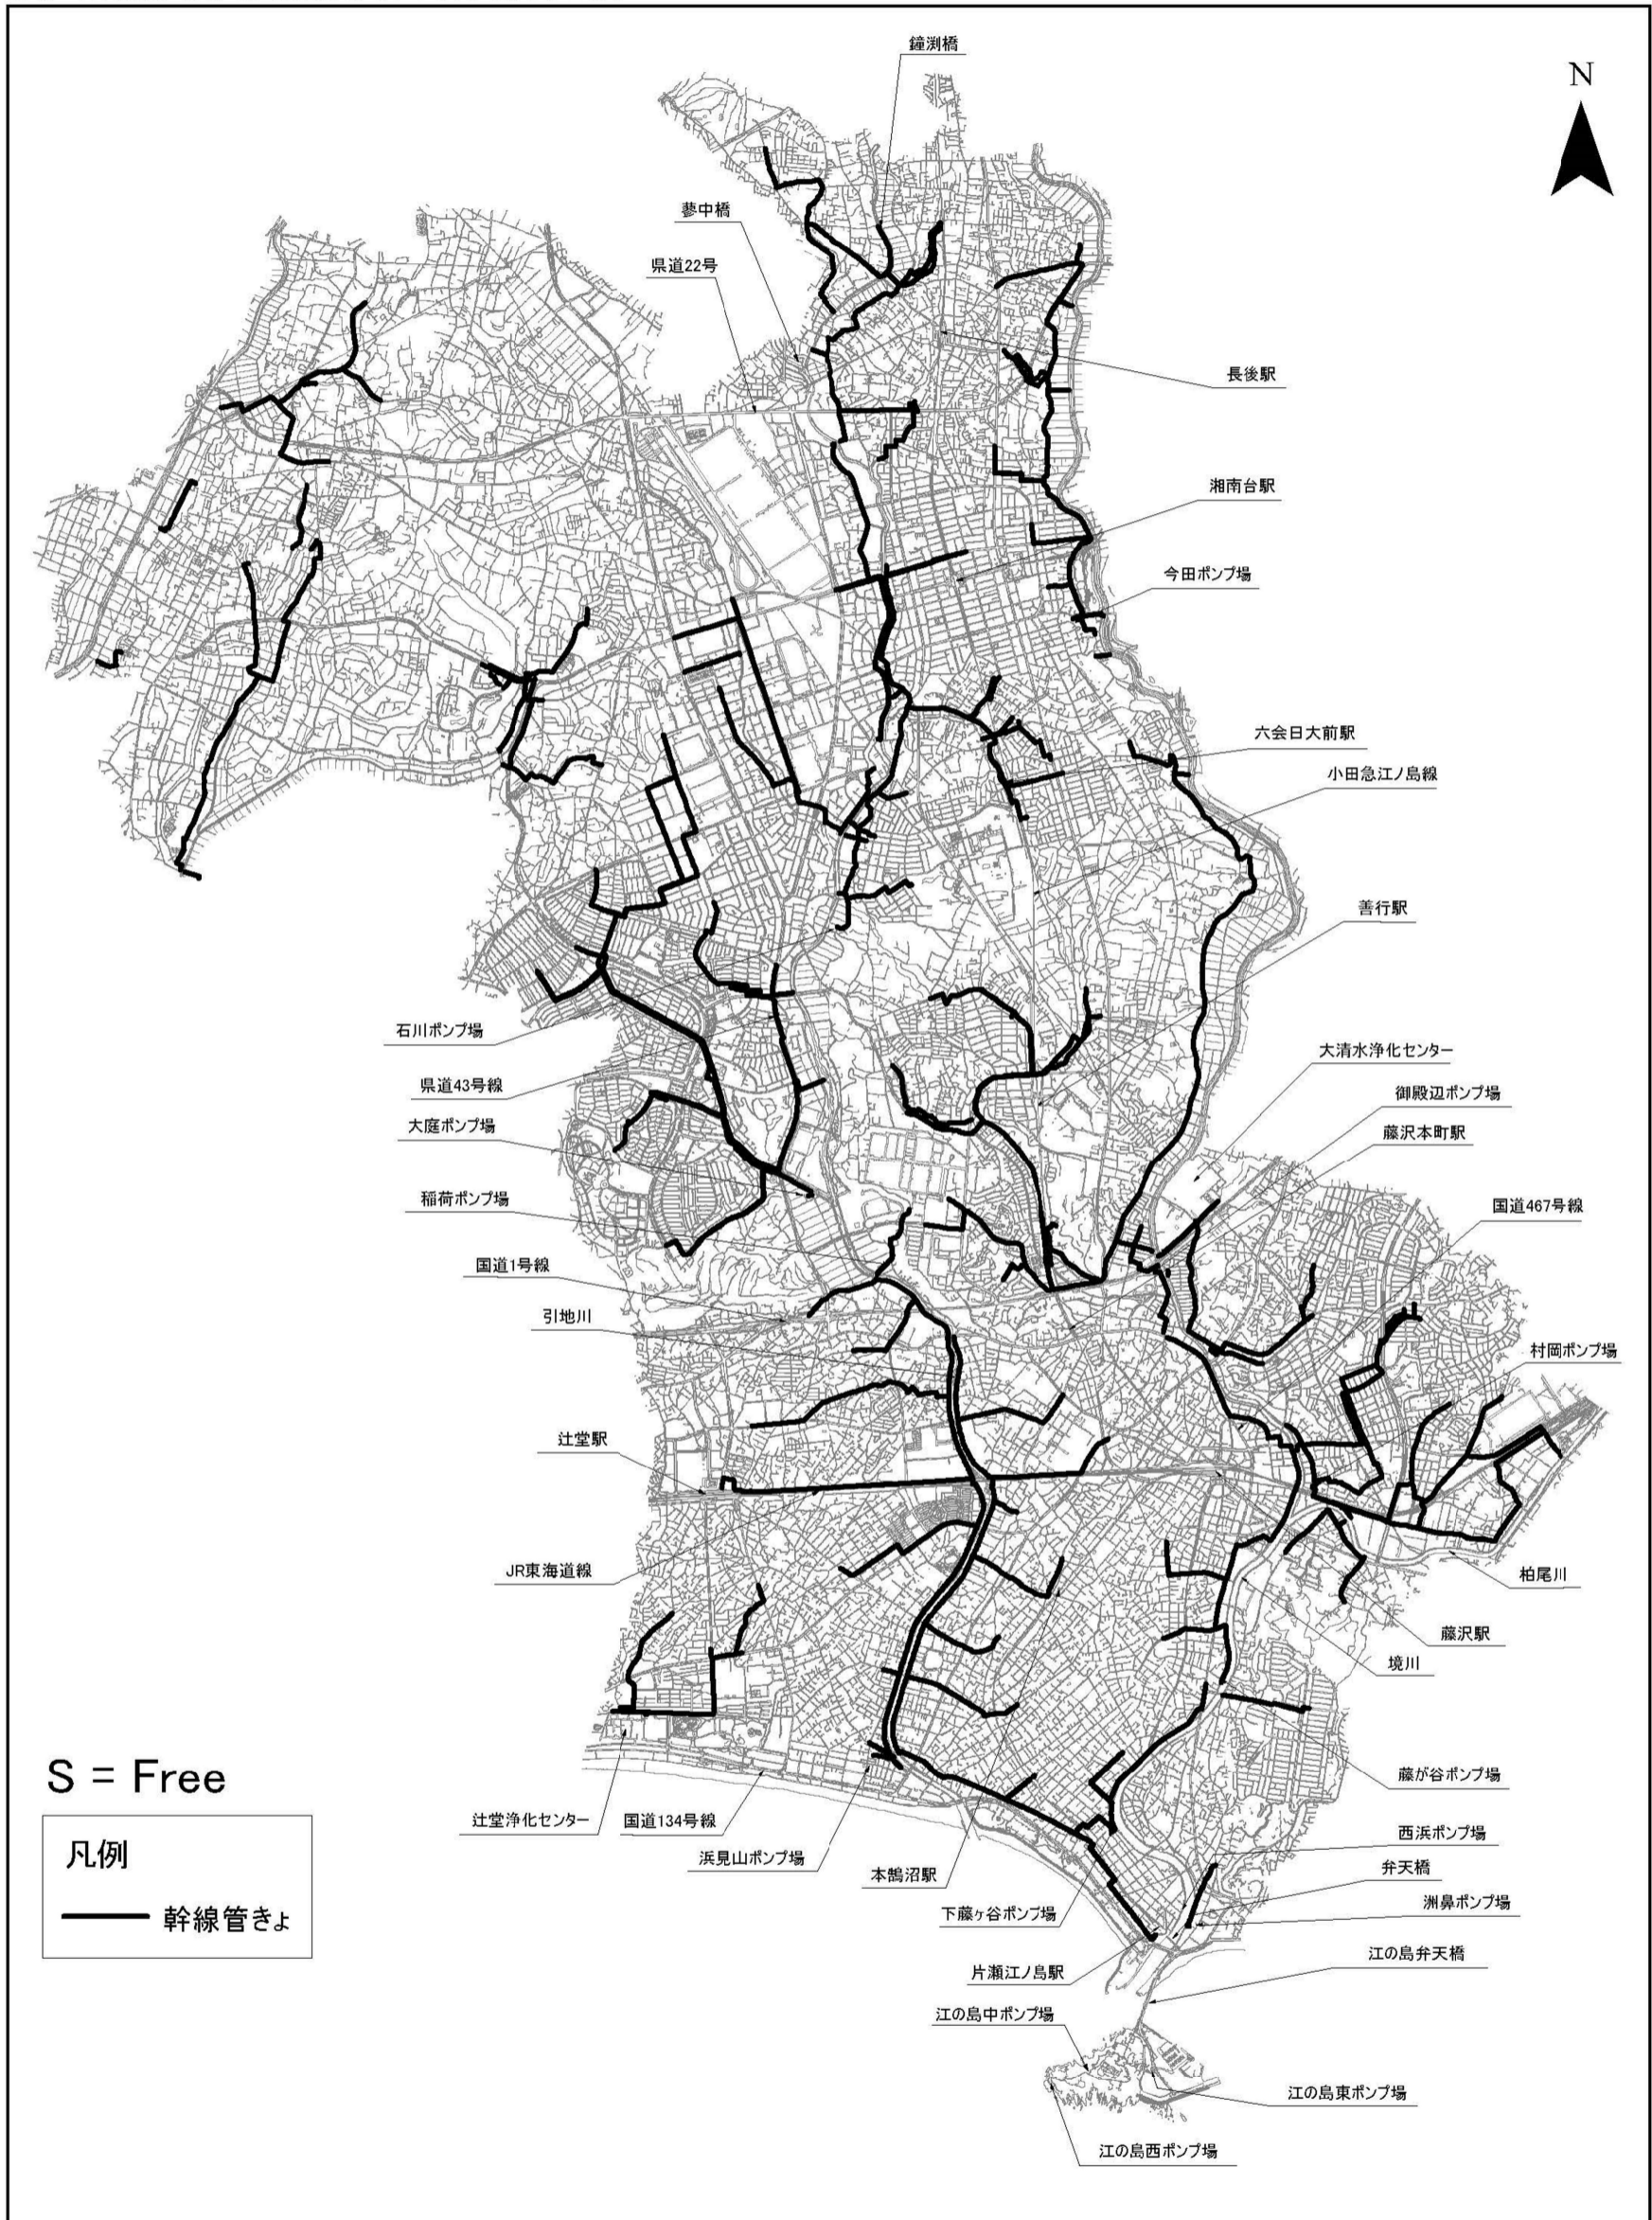 鐘渕橋
N
蓼中橋
県道22号
長後駅
湘南台駅
今田ポンプ場
六会日大前駅
小田急江ノ島線
善行駅
石川ポンプ場
大清水浄化センター
県道43号線
御殿辺ポンプ場
大庭ポンプ場
藤沢本町駅
稲荷ポンプ場
国道467号線
国道1号線
引地川
村岡ポンプ場
辻堂駅
JR東海道線
柏尾川
藤沢駅
境川
S = Free
藤が谷ポンプ場
辻堂浄化センター
国道134号線
西浜ポンプ場
浜見山ポンプ場
弁天橋
本鵠沼駅
凡例
洲鼻ポンプ場
幹線管きょ
下藤ヶ谷ポンプ場
江の島弁天橋
片瀬江ノ島駅
江の島中ポンプ場
江の島東ポンプ場
江の島西ポンプ場